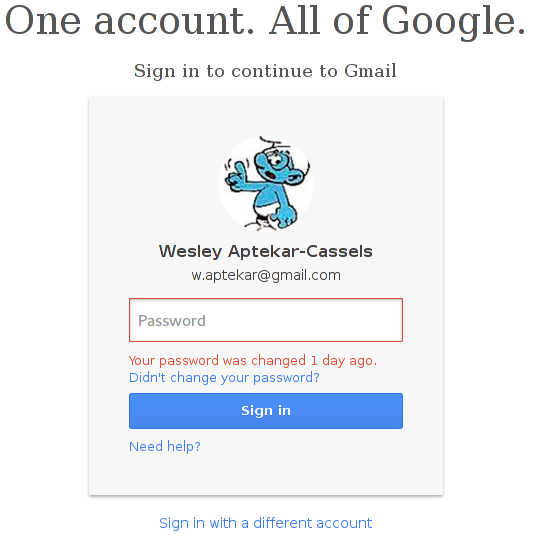 One account. All of Google.
Sign in to continue to Gmail
Wesley Aptekar-Cassels
w.aptekar@gmail.com
Password
Your password was changed 1 day ago.
Didn't change your password?
Sign in
Need help?
Sign in with a different account